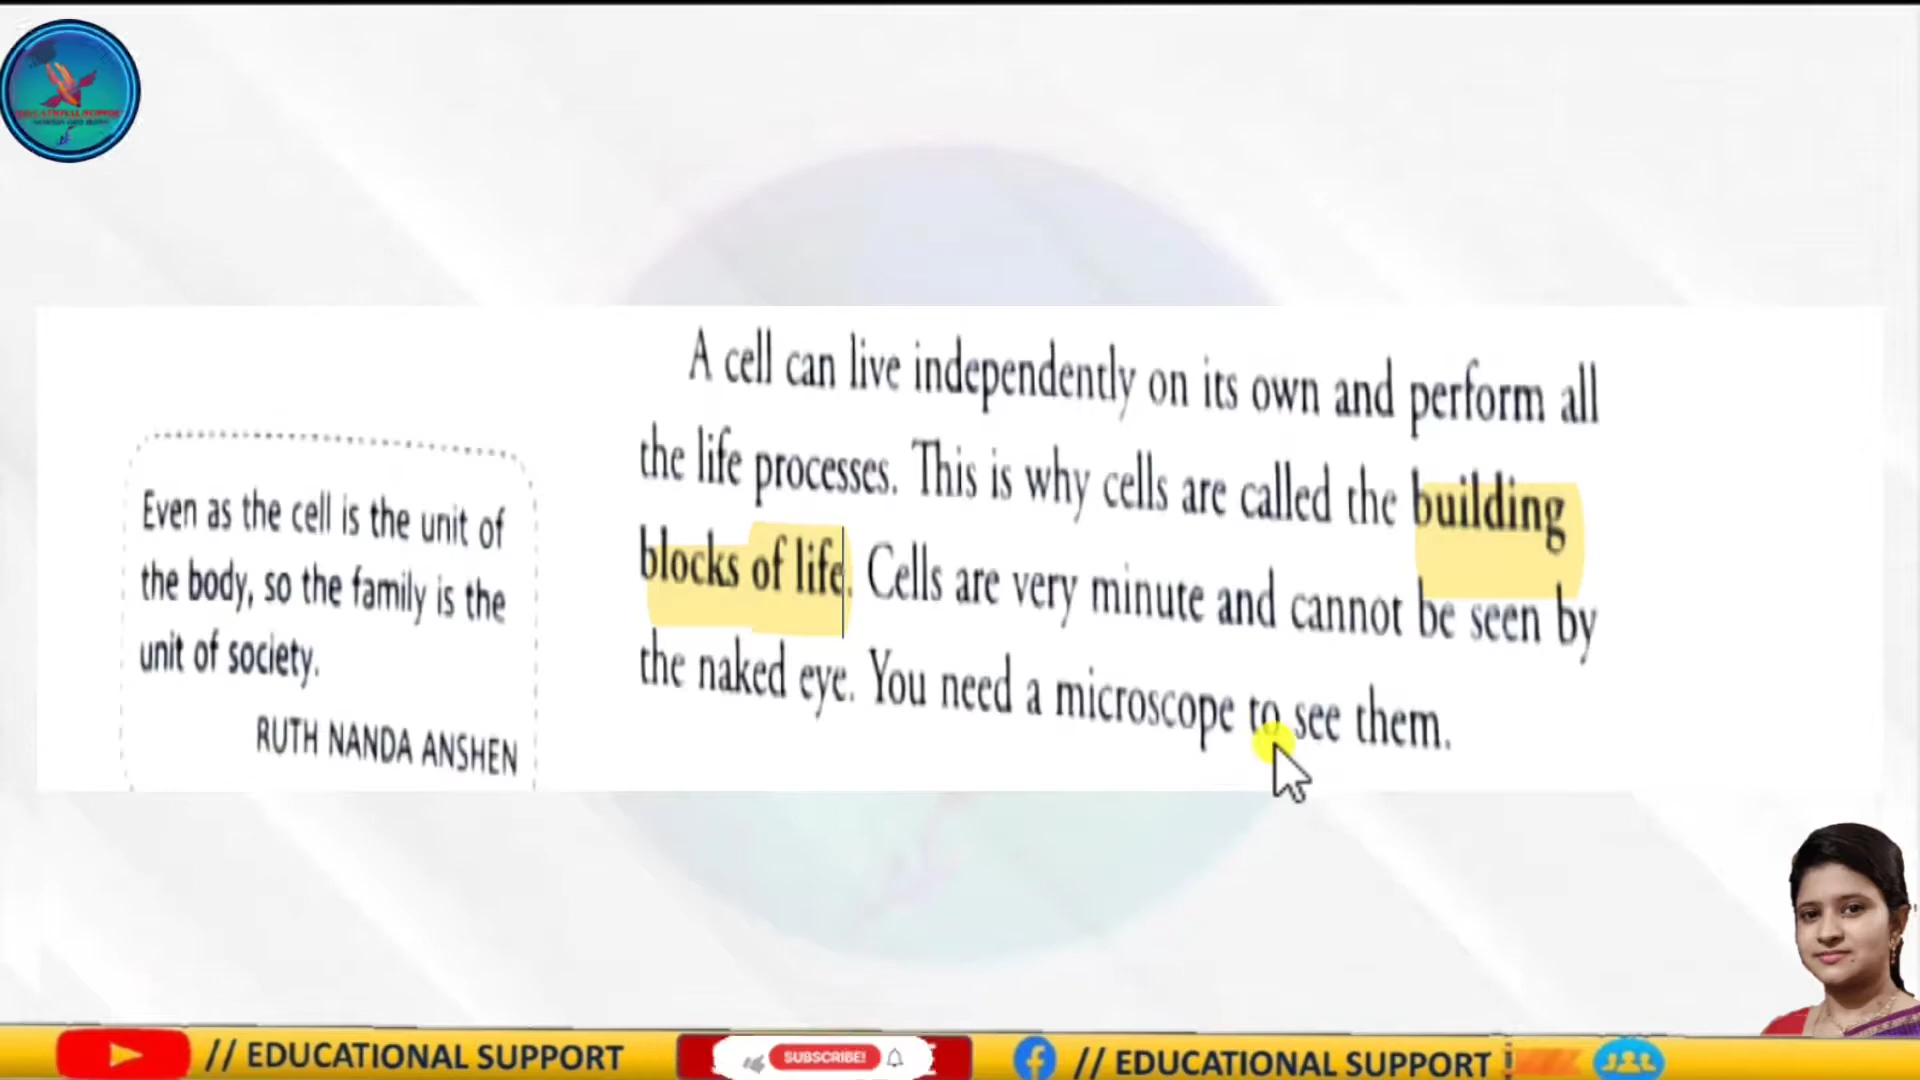 A cell can live independently on its own and perform all
the life processes. This is why cells are called the building
blocks of life. Cells are very minute and cannot be seen by
the naked eye. You need a microscope to see them.
Even as the cell is the unit of
the body, so the family is the
unit of society.
RUTH NANDA ANSHEN
// EDUCATIONAL SUPPORT
SUBSCRIBE!
// EDUCATIONAL SUPPORT